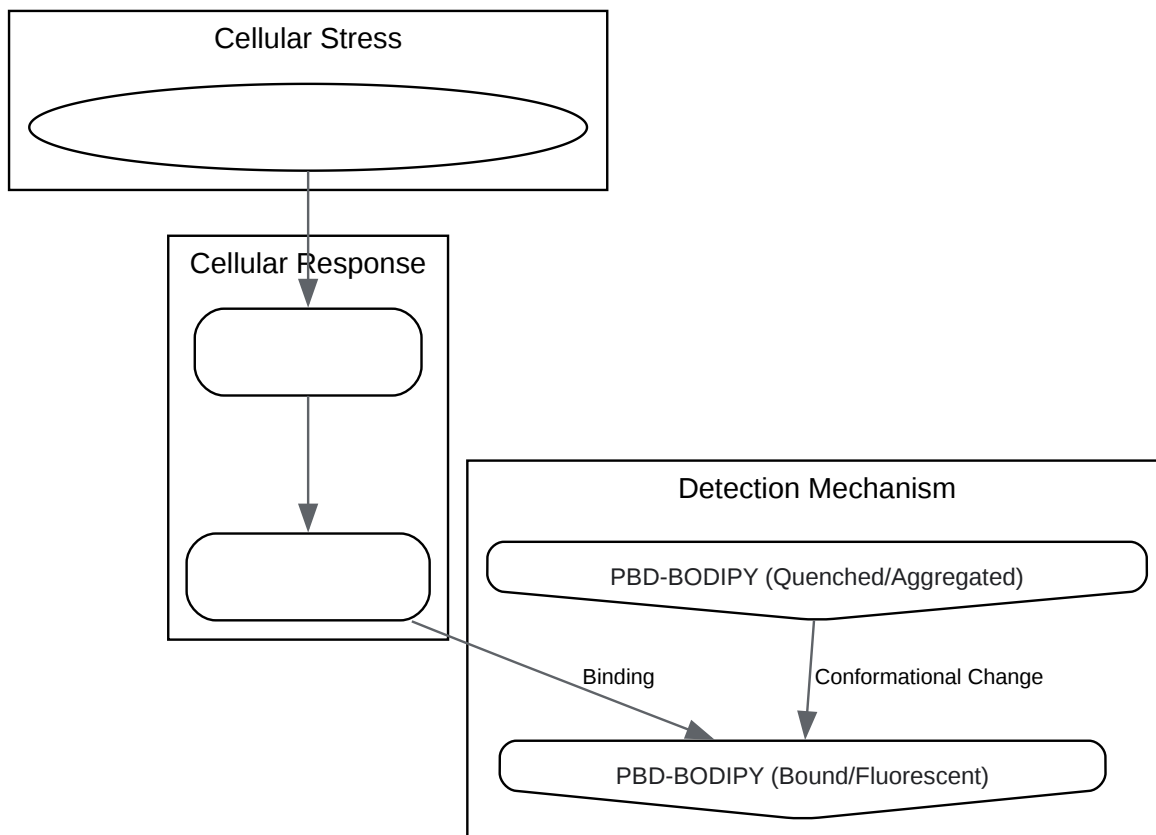 Cellular Stress
Cellular Response
Detection Mechanism
PBD-BODIPY (Quenched/Aggregated)
Binding
Conformational Change
PBD-BODIPY (Bound/Fluorescent)